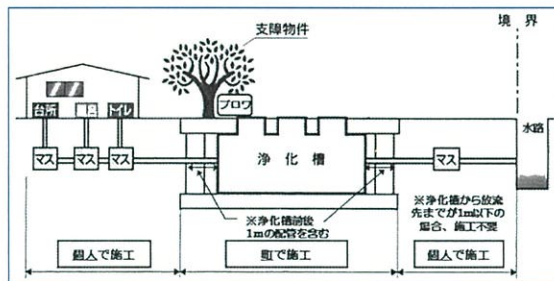 境 界
支障物件
ブロワ
台所
風呂
トイレ
水路
マス
マス
マス
浄 化 槽
マス
※浄化槽前後
1mの配管を含む
※浄化槽から放流
先までが1m以下の
場合、施工不要
個人で施工
町で施工
個人で施工